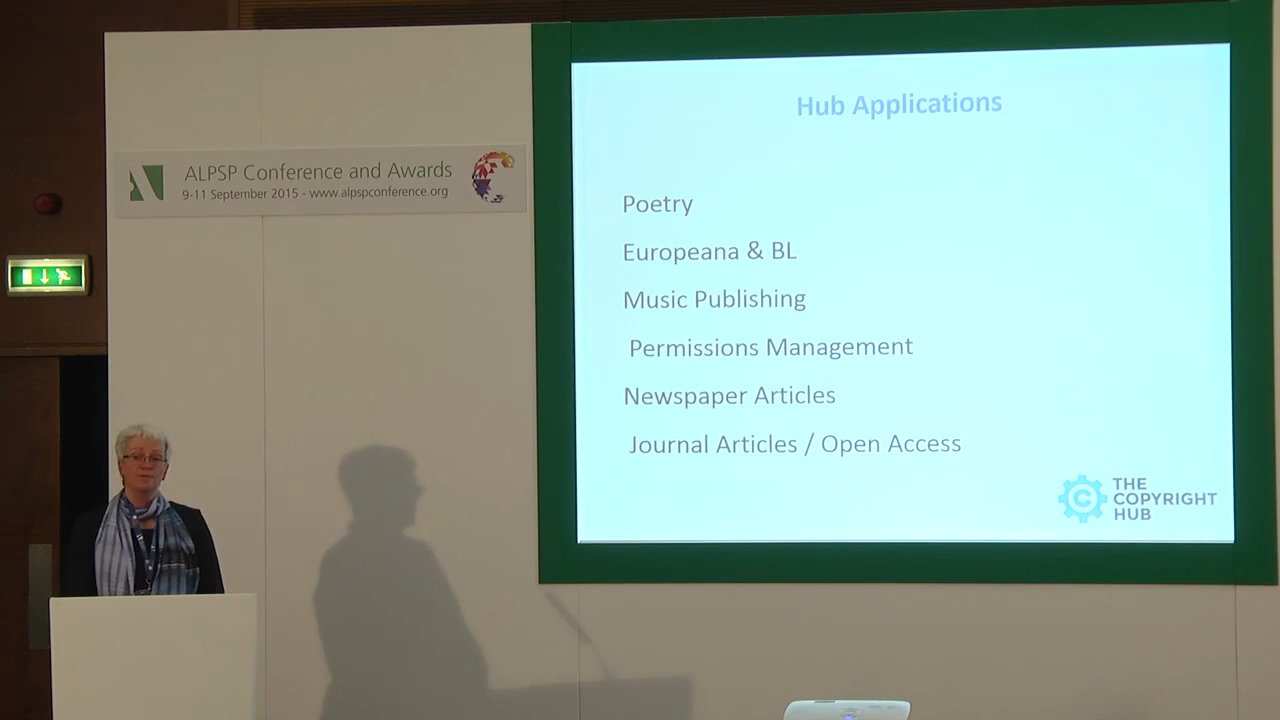 ALPSP Conference and Awards
9-11 September 2015 - www.alpspconference.org
Hub Applications
Poetry
Europeana & BL
Music Publishing
Permissions Management
Newspaper Articles
Journal Articles / Open Access
THE
COPYRIGHT
HUB